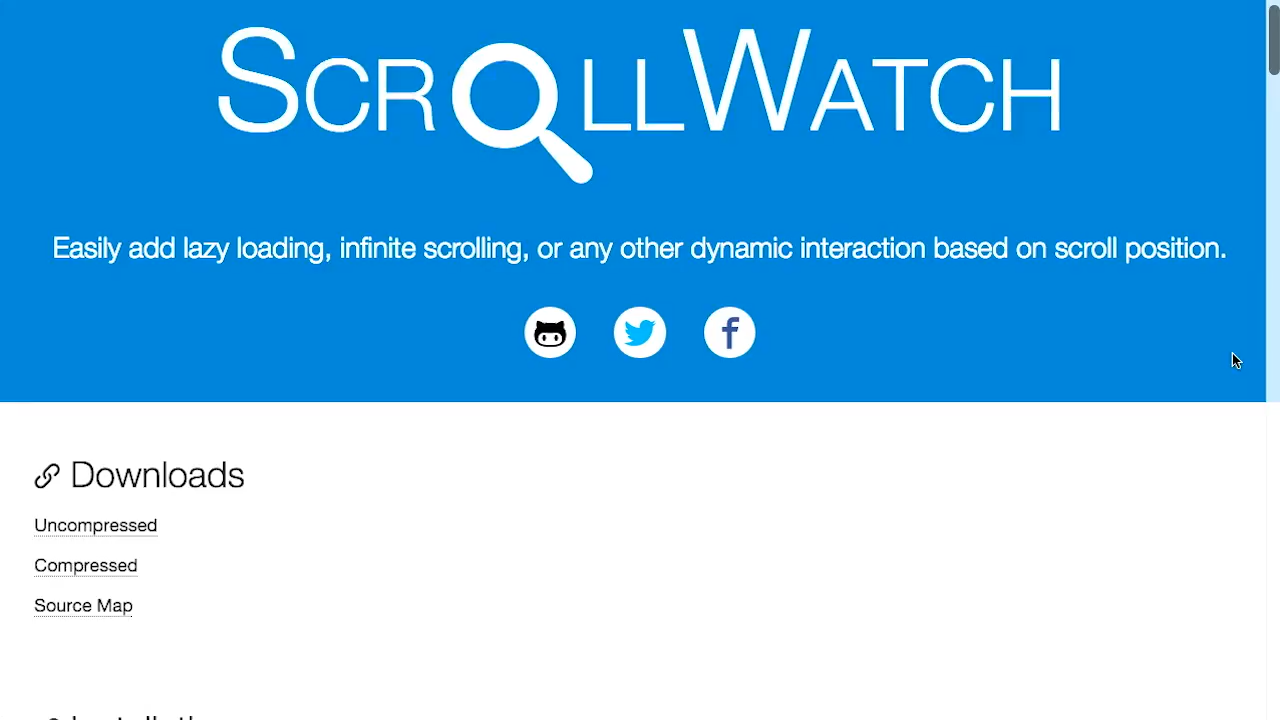 SCROLLWATCH
Easily add lazy loading, infinite scrolling, or any other dynamic interaction based on scroll position.
Downloads
Uncompressed
Compressed
Source Map